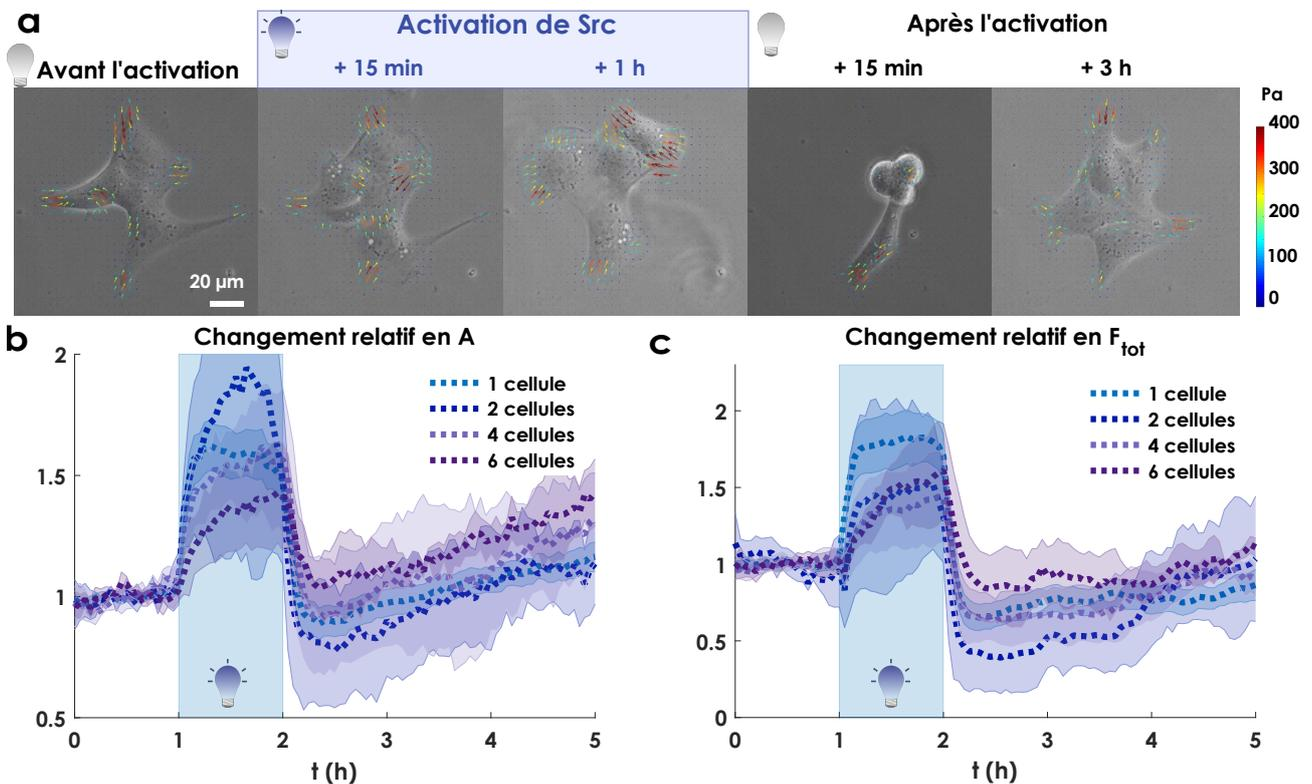 a
Avant l'activation
Activation de Src
+ 15 min
+ 1 h
Après l'activation
+ 15 min
+ 3 h
20 µm
Pa
400
300
200
100
0
b
Changement relatif en A
2
1.5
1
0.5
1 cellule
2 cellules
4 cellules
6 cellules
0 1 2 3 4 5
t (h)
c
Changement relatif en F_tot
2
1.5
1
0.5
0
1 cellule
2 cellules
4 cellules
6 cellules
0 1 2 3 4 5
t (h)